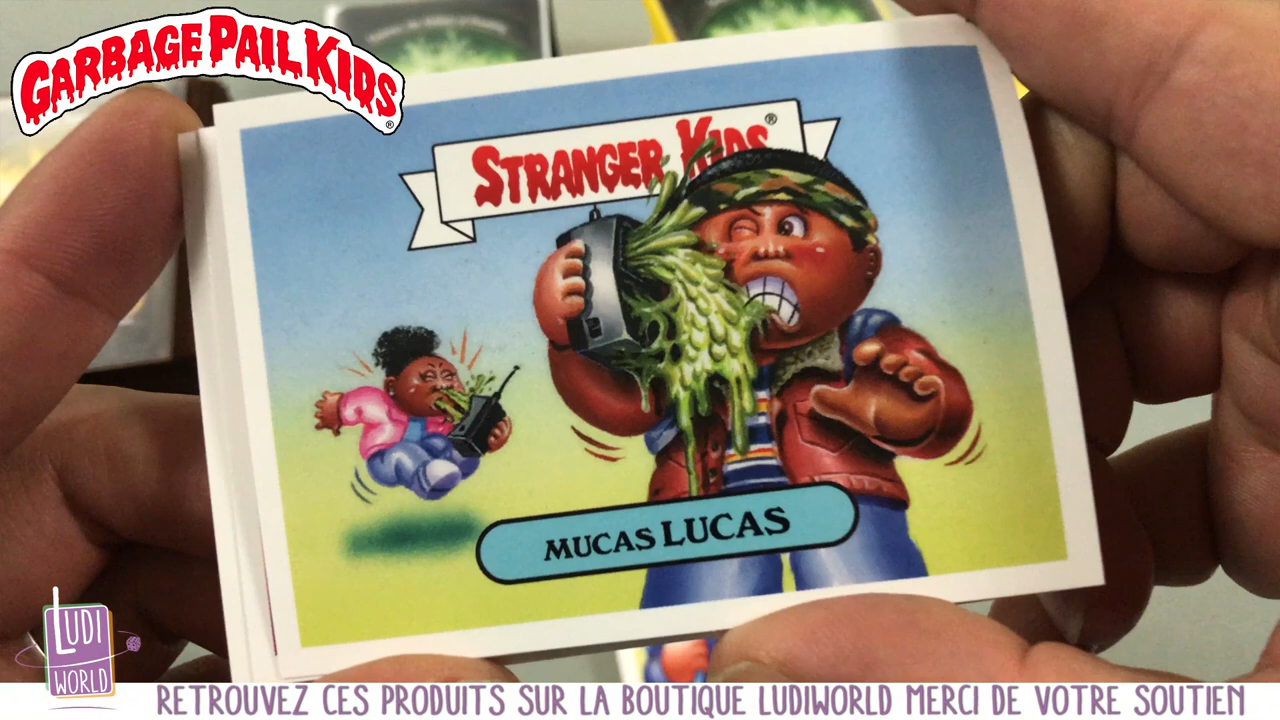 GARBAGE PAIL KIDS®
STRANGER KIDS®
MUCAS LUCAS
LUDI
WORLD
RETROUVEZ CES PRODUITS SUR LA BOUTIQUE LUDIWORLD MERCI DE VOTRE SOUTIEN